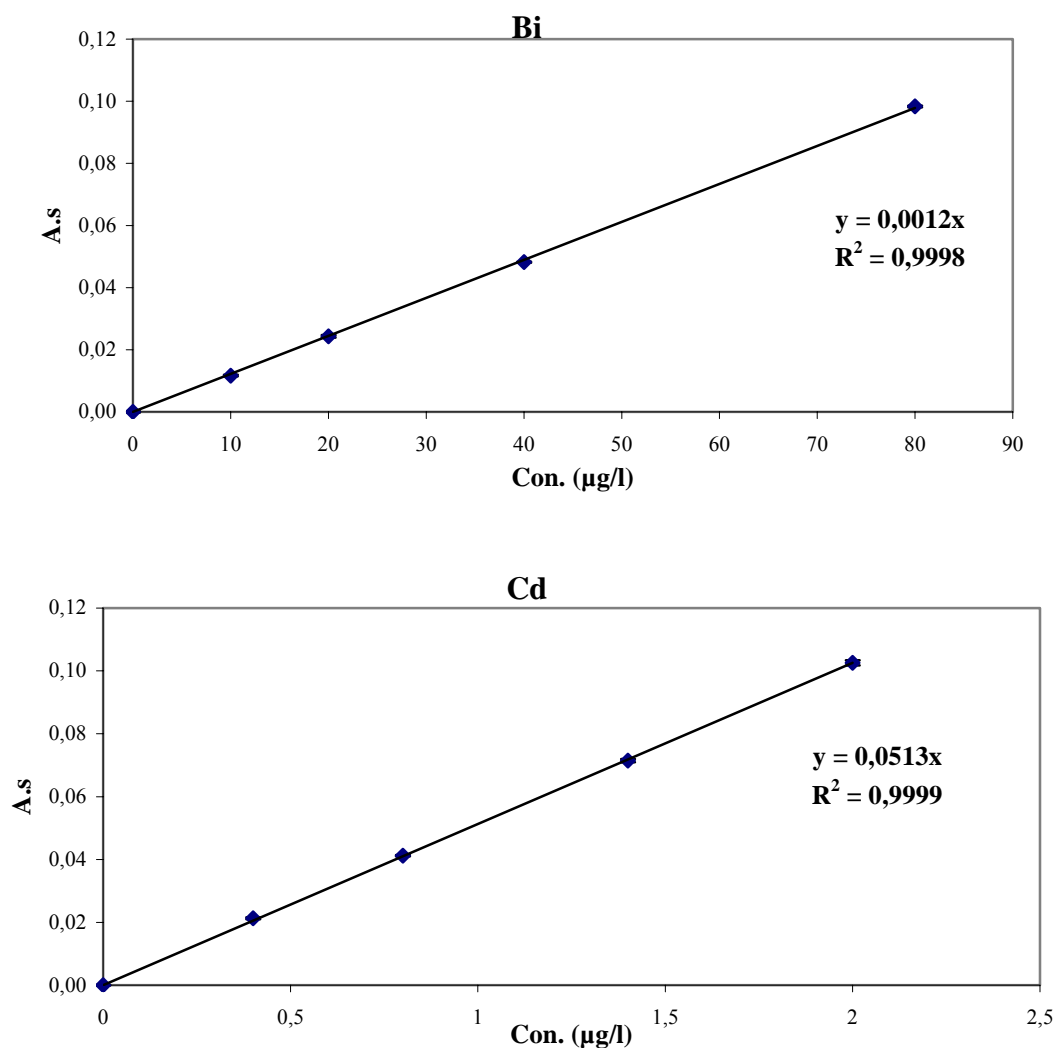 Bi
0,12
0,10
0,08
0,06
0,04
0,02
0,00
A.s
y = 0,0012x
R² = 0,9998
0 10 20 30 40 50 60 70 80 90
Con. (µg/l)
Cd
0,12
0,10
0,08
0,06
0,04
0,02
0,00
A.s
y = 0,0513x
R² = 0,9999
0 0,5 1 1,5 2 2,5
Con. (µg/l)